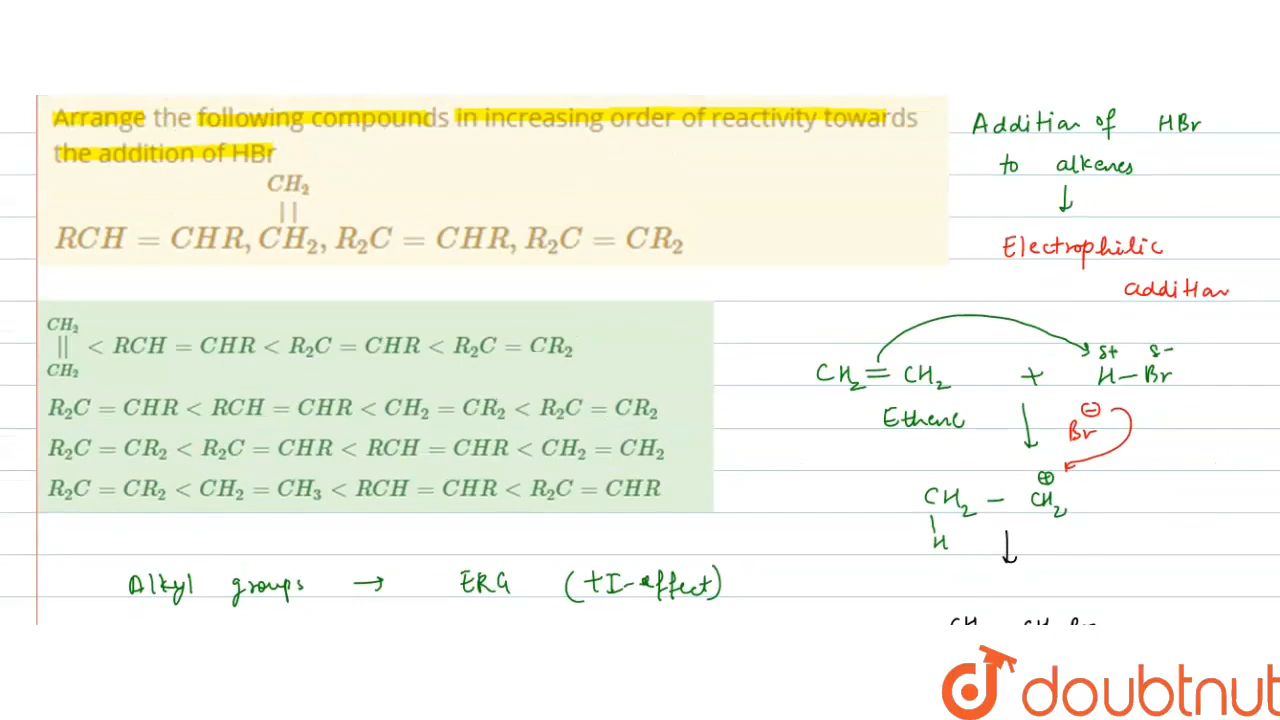 Arrange the following compounds in increasing order of reactivity towards
the addition of HBr
CH₂
||
RCH = CHR, CH₂, R₂C = CHR, R₂C = CR₂
CH₂
|| < RCH = CHR < R₂C = CHR < R₂C = CR₂
CH₂
R₂C = CHR < RCH = CHR < CH₂ = CR₂ < R₂C = CR₂
R₂C = CR₂ < R₂C = CHR < RCH = CHR < CH₂ = CH₂
R₂C = CR₂ < CH₂ = CH₃ < RCH = CHR < R₂C = CHR
Alkyl groups → ERG (+I-effect)
Addition of HBr
to alkenes
↓
Electrophilic
addition
δ+ δ-
CH₂ = CH₂ + H-Br
Ethene
↓ Br ⊖
⊕
CH₂ - CH₂
|
H
↓
doubtnut